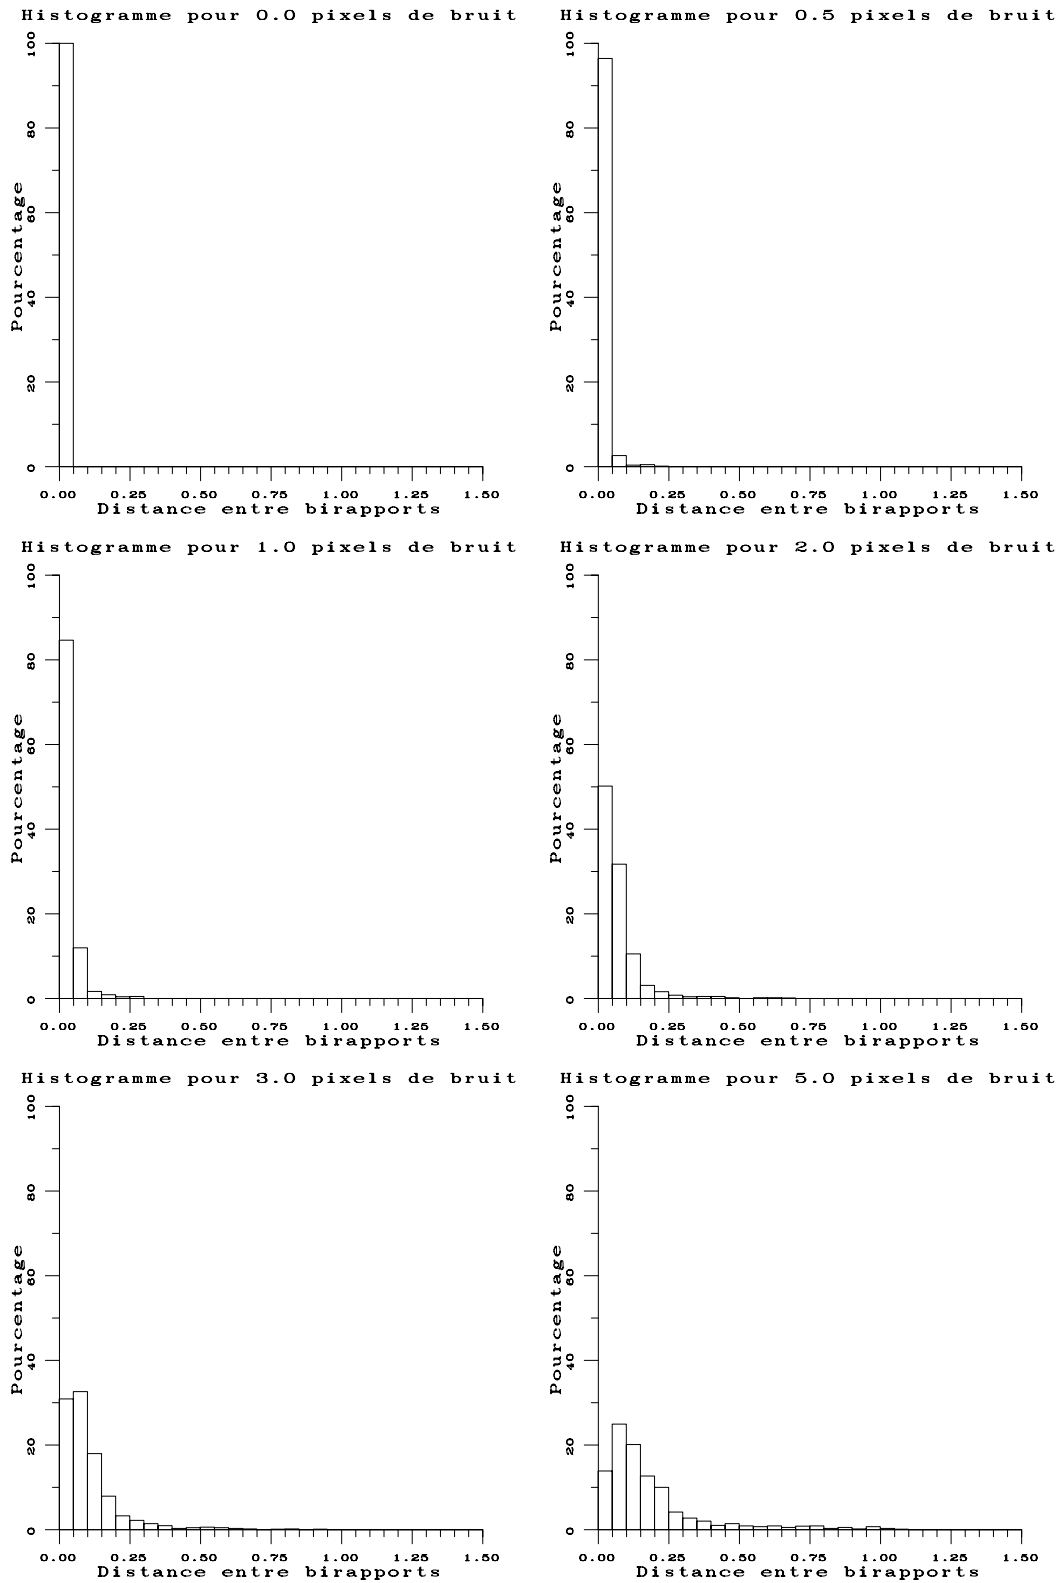 Histogramme pour 0.0 pixels de bruit
Pourcentage
100
80
60
40
20
0
0.00 0.25 0.50 0.75 1.00 1.25 1.50
Distance entre birapports
Histogramme pour 0.5 pixels de bruit
Pourcentage
100
80
60
40
20
0
0.00 0.25 0.50 0.75 1.00 1.25 1.50
Distance entre birapports
Histogramme pour 1.0 pixels de bruit
Pourcentage
100
80
60
40
20
0
0.00 0.25 0.50 0.75 1.00 1.25 1.50
Distance entre birapports
Histogramme pour 2.0 pixels de bruit
Pourcentage
100
80
60
40
20
0
0.00 0.25 0.50 0.75 1.00 1.25 1.50
Distance entre birapports
Histogramme pour 3.0 pixels de bruit
Pourcentage
100
80
60
40
20
0
0.00 0.25 0.50 0.75 1.00 1.25 1.50
Distance entre birapports
Histogramme pour 5.0 pixels de bruit
Pourcentage
100
80
60
40
20
0
0.00 0.25 0.50 0.75 1.00 1.25 1.50
Distance entre birapports